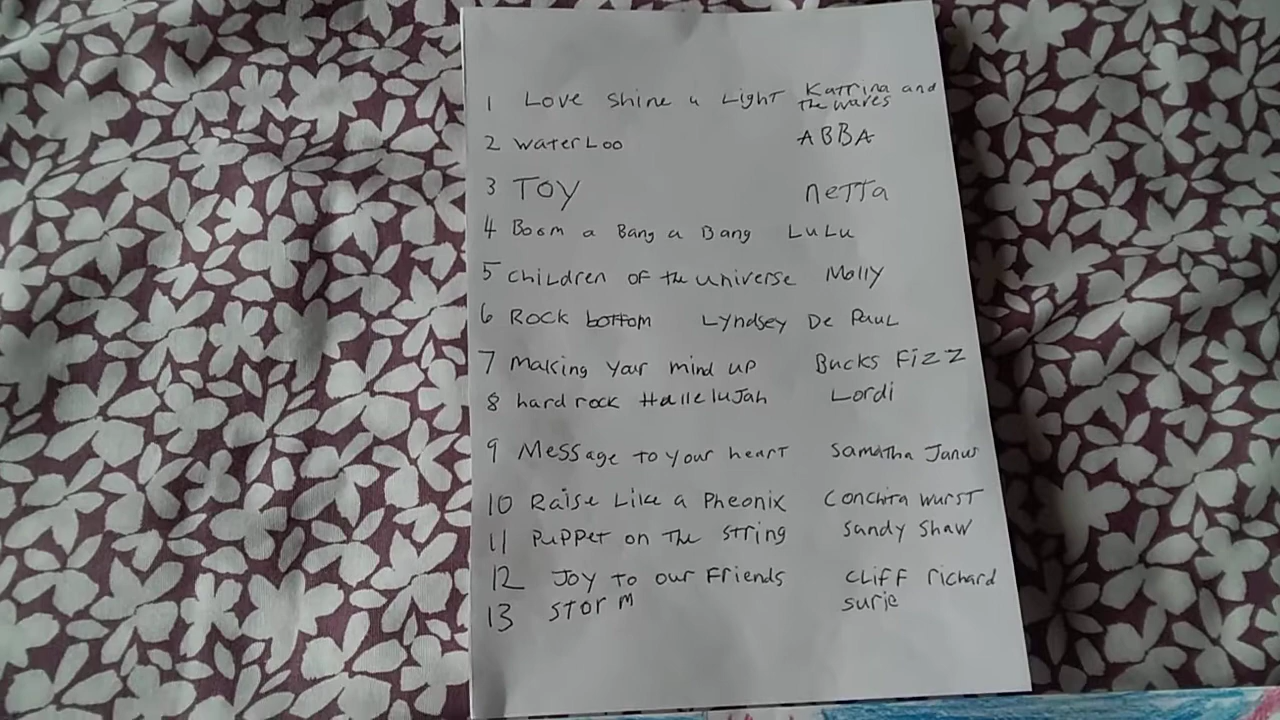 1 Love Shine a Light Katrina and the waves
2 Waterloo ABBA
3 Toy netta
4 Boom a Bang a Bang LuLu
5 children of the universe Molly
6 Rock bottom Lyndsey De Paul
7 making your mind up Bucks Fizz
8 hard rock Hallelujah Lordi
9 Message to your heart Samatha Janus
10 Raise Like a Pheonix Conchita wurst
11 Puppet on The string Sandy Shaw
12 Joy to our Friends CLiff richard
13 storm surie